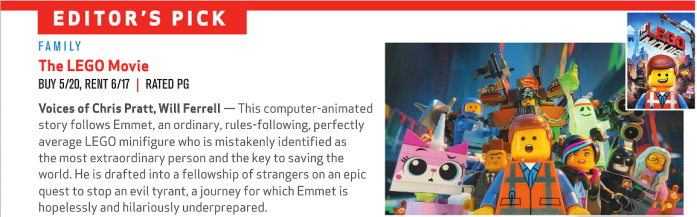 EDITOR'S PICK
FAMILY
The LEGO Movie
BUY 5/20, RENT 6/17 | RATED PG
Voices of Chris Pratt, Will Ferrell — This computer-animated
story follows Emmet, an ordinary, rules-following, perfectly
average LEGO minifigure who is mistakenly identified as
the most extraordinary person and the key to saving the
world. He is drafted into a fellowship of strangers on an epic
quest to stop an evil tyrant, a journey for which Emmet is
hopelessly and hilariously underprepared.
THE
LEGO
MOVIE